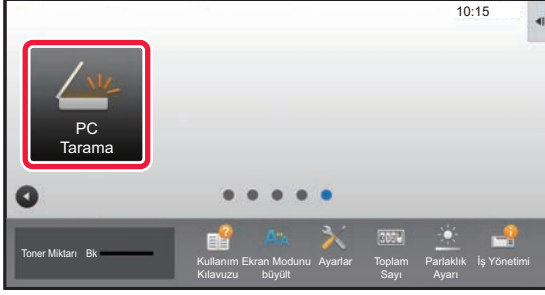 10:15
PC
Tarama
Toner Miktarı Bk
Kullanım
Kılavuzu
Ekran Modunu
büyült
Ayarlar
Toplam
Sayı
Parlaklık
Ayarı
İş Yönetimi